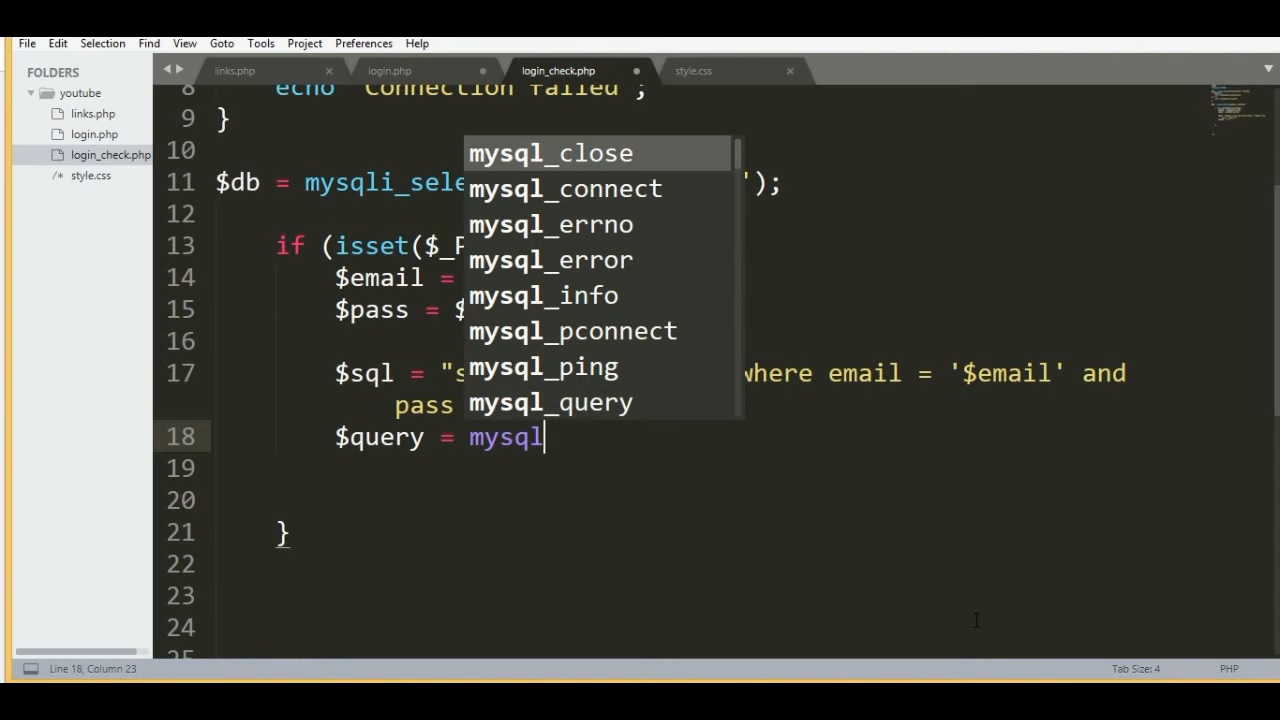 File Edit Selection Find View Goto Tools Project Preferences Help
FOLDERS
youtube
links.php
login.php
login_check.php
/* style.css
links.php × login.php login_check.php style.css ×
8 echo 'Connection failed';
9 }
10
11 $db = mysqli_sele ');
12
13 if (isset($_P
14 $email =
15 $pass = $
16
17 $sql = "s where email = '$email' and
pass
18 $query = mysql
19
20
21 }
22
23
24
25
mysql_close
mysql_connect
mysql_errno
mysql_error
mysql_info
mysql_pconnect
mysql_ping
mysql_query
Line 18, Column 23 Tab Size: 4 PHP